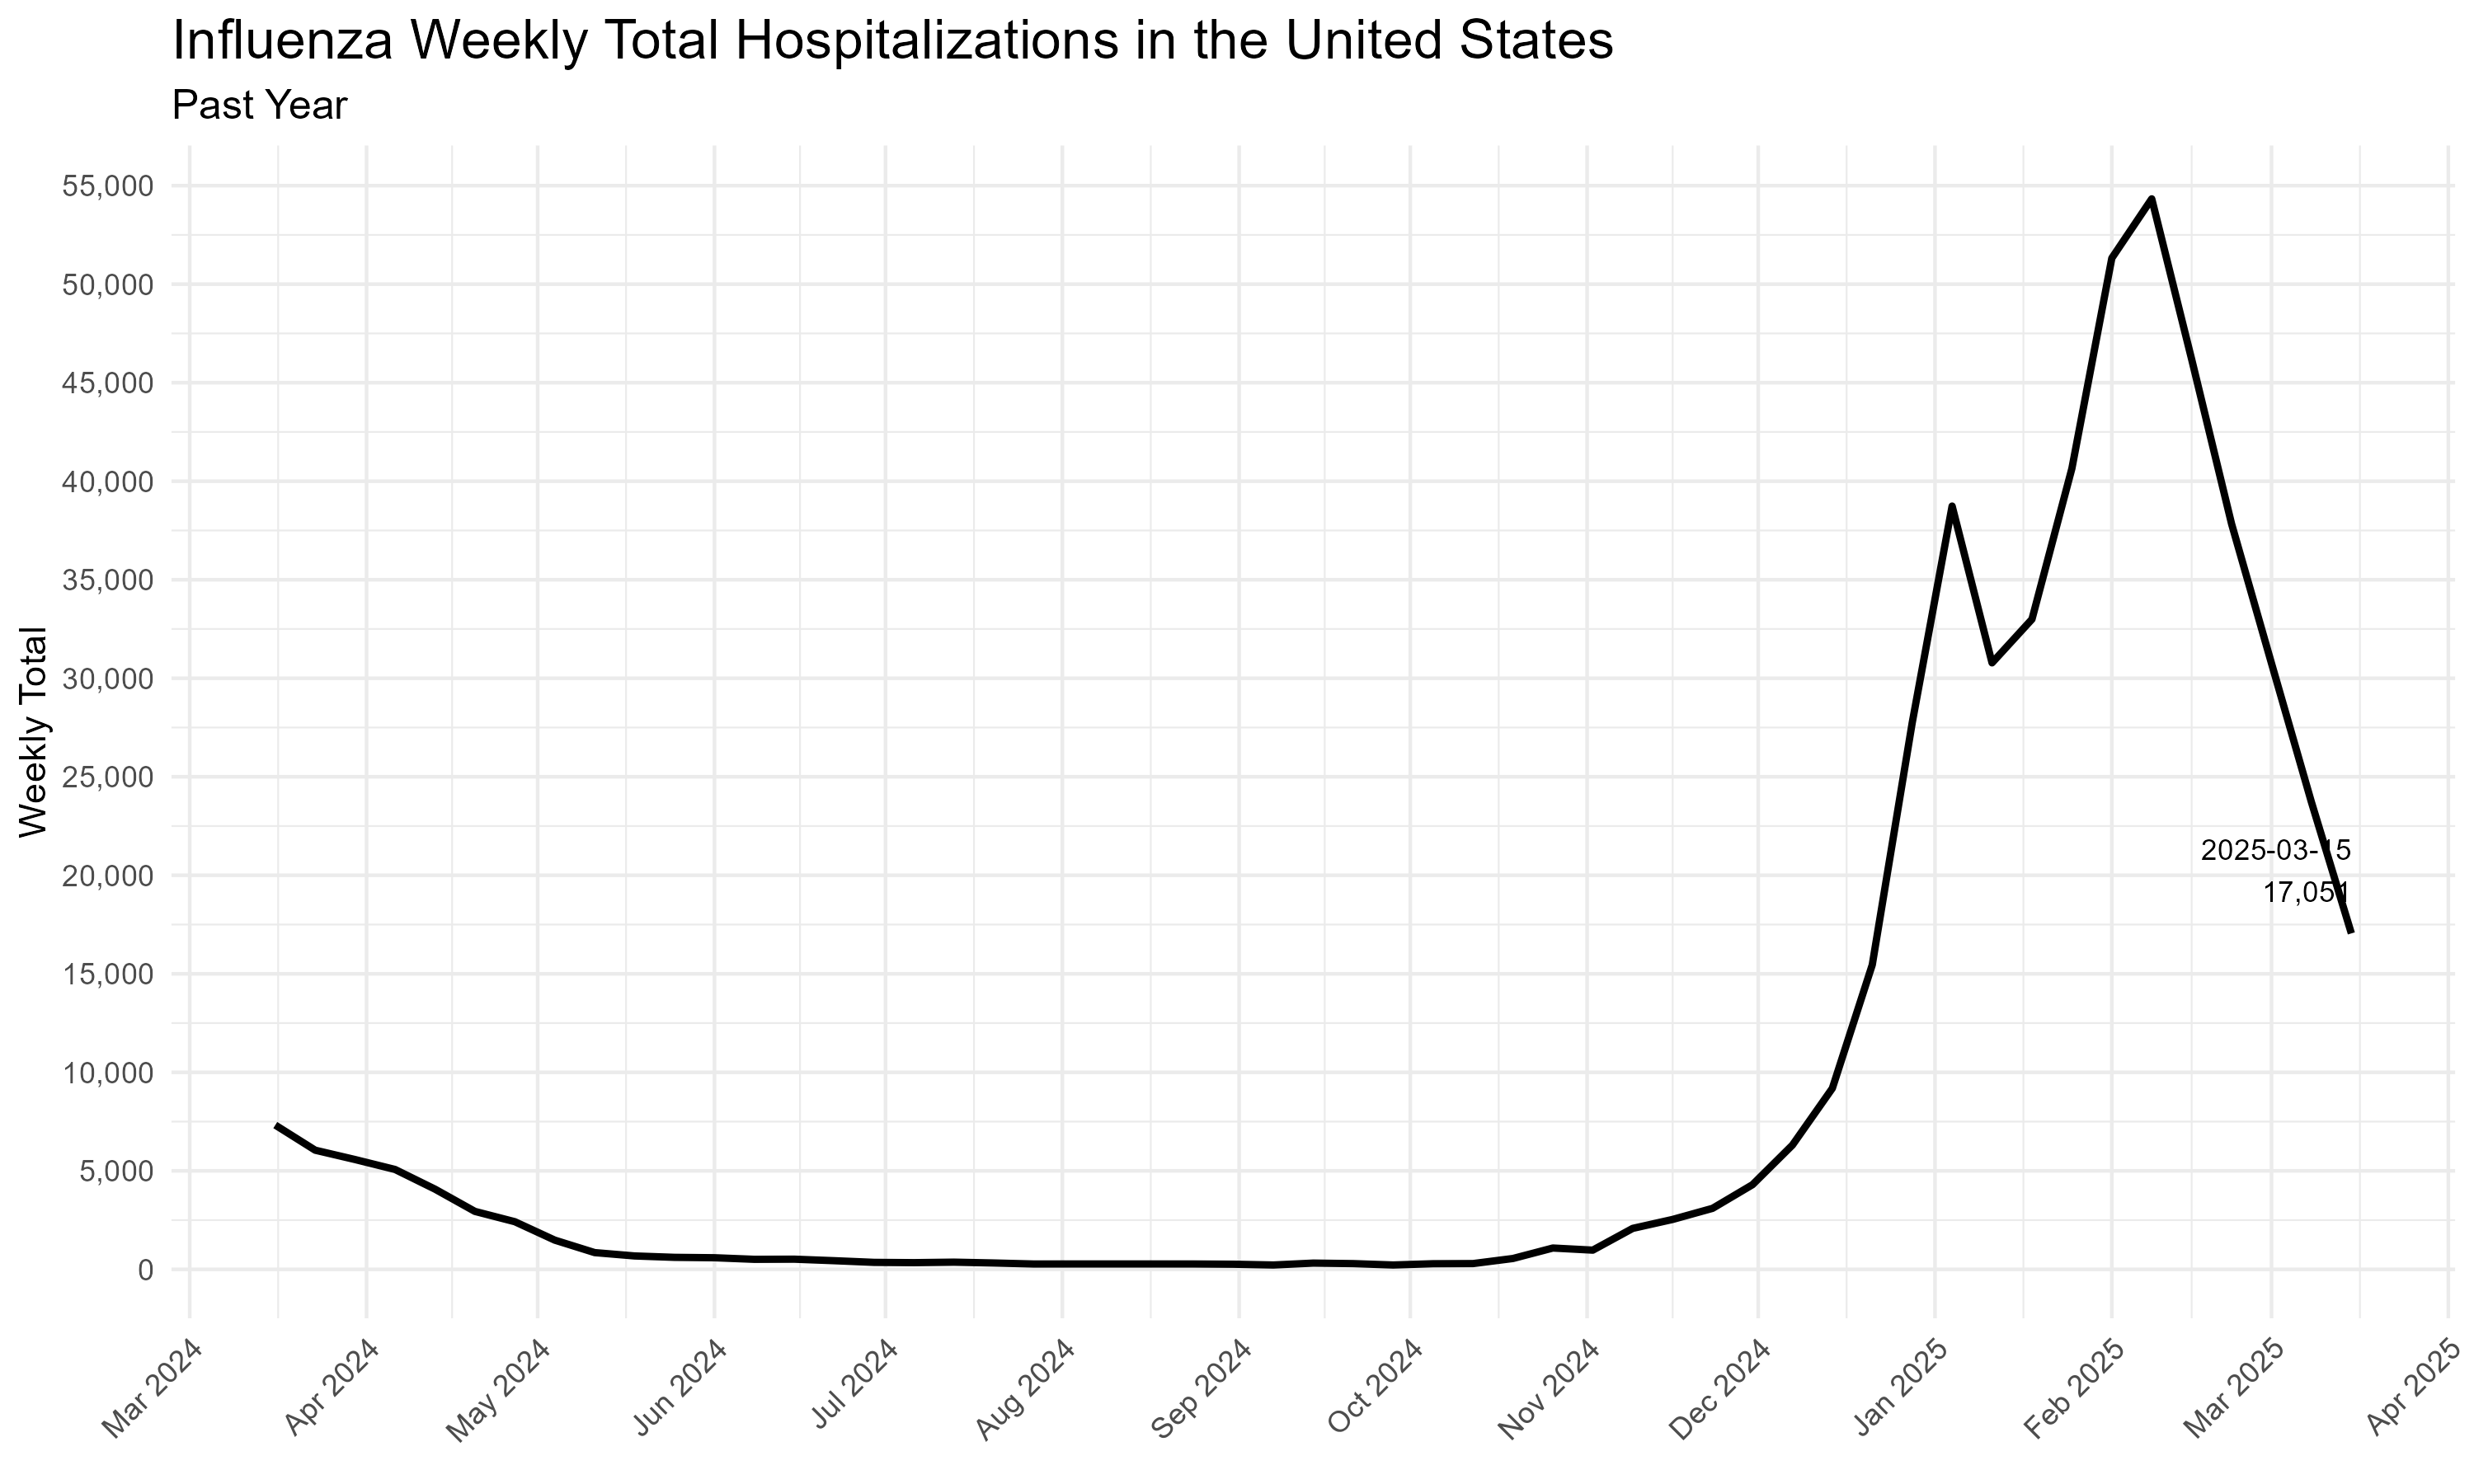 Influenza Weekly Total Hospitalizations in the United States
Past Year
Weekly Total
55,000
50,000
45,000
40,000
35,000
30,000
25,000
20,000
15,000
10,000
5,000
0
2025-03-15
17,051
Mar 2024
Apr 2024
May 2024
Jun 2024
Jul 2024
Aug 2024
Sep 2024
Oct 2024
Nov 2024
Dec 2024
Jan 2025
Feb 2025
Mar 2025
Apr 2025